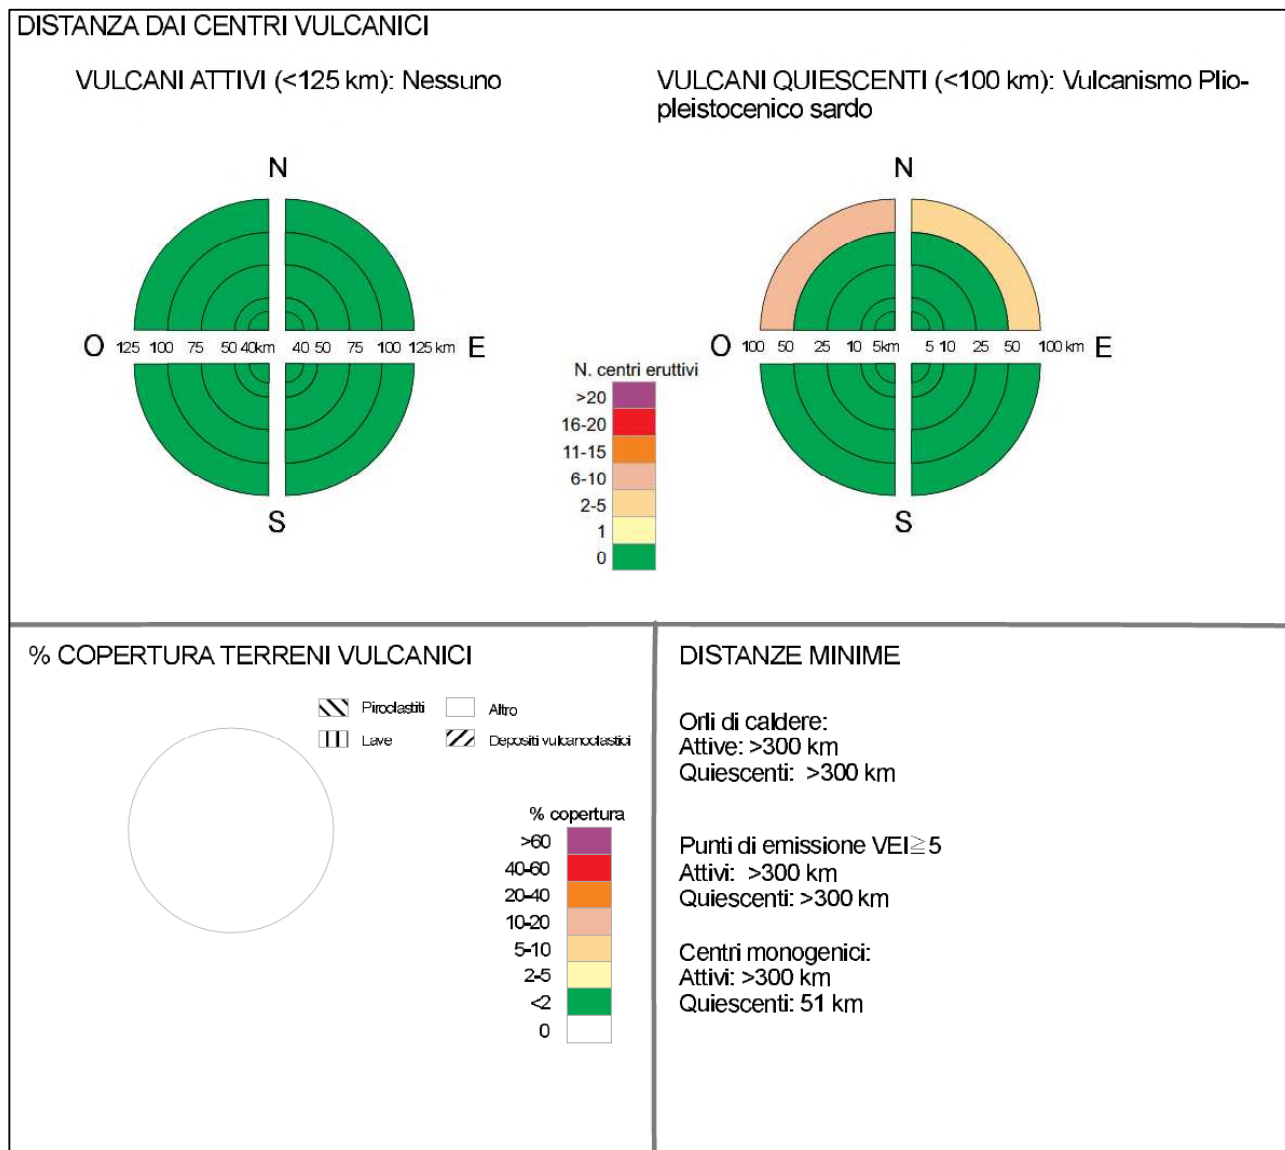 DISTANZA DAI CENTRI VULCANICI
VULCANI ATTIVI (<125 km): Nessuno
VULCANI QUIESCENTI (<100 km): Vulcanismo Plio-
pleistocenico sardo
N
N
O 125 100 75 50 40km 40 50 75 100 125 km E
O 100 50 25 10 5km 5 10 25 50 100 km E
S
S
N. centri eruttivi
>20
16-20
11-15
6-10
2-5
1
0
% COPERTURA TERRENI VULCANICI
Piroclastiti Altro
Lave Depositi vulcanoclastici
% copertura
>60
40-60
20-40
10-20
5-10
2-5
<2
0
DISTANZE MINIME
Orli di caldere:
Attive: >300 km
Quiescenti: >300 km
Punti di emissione VEI≧5
Attivi: >300 km
Quiescenti: >300 km
Centri monogenici:
Attivi: >300 km
Quiescenti: 51 km